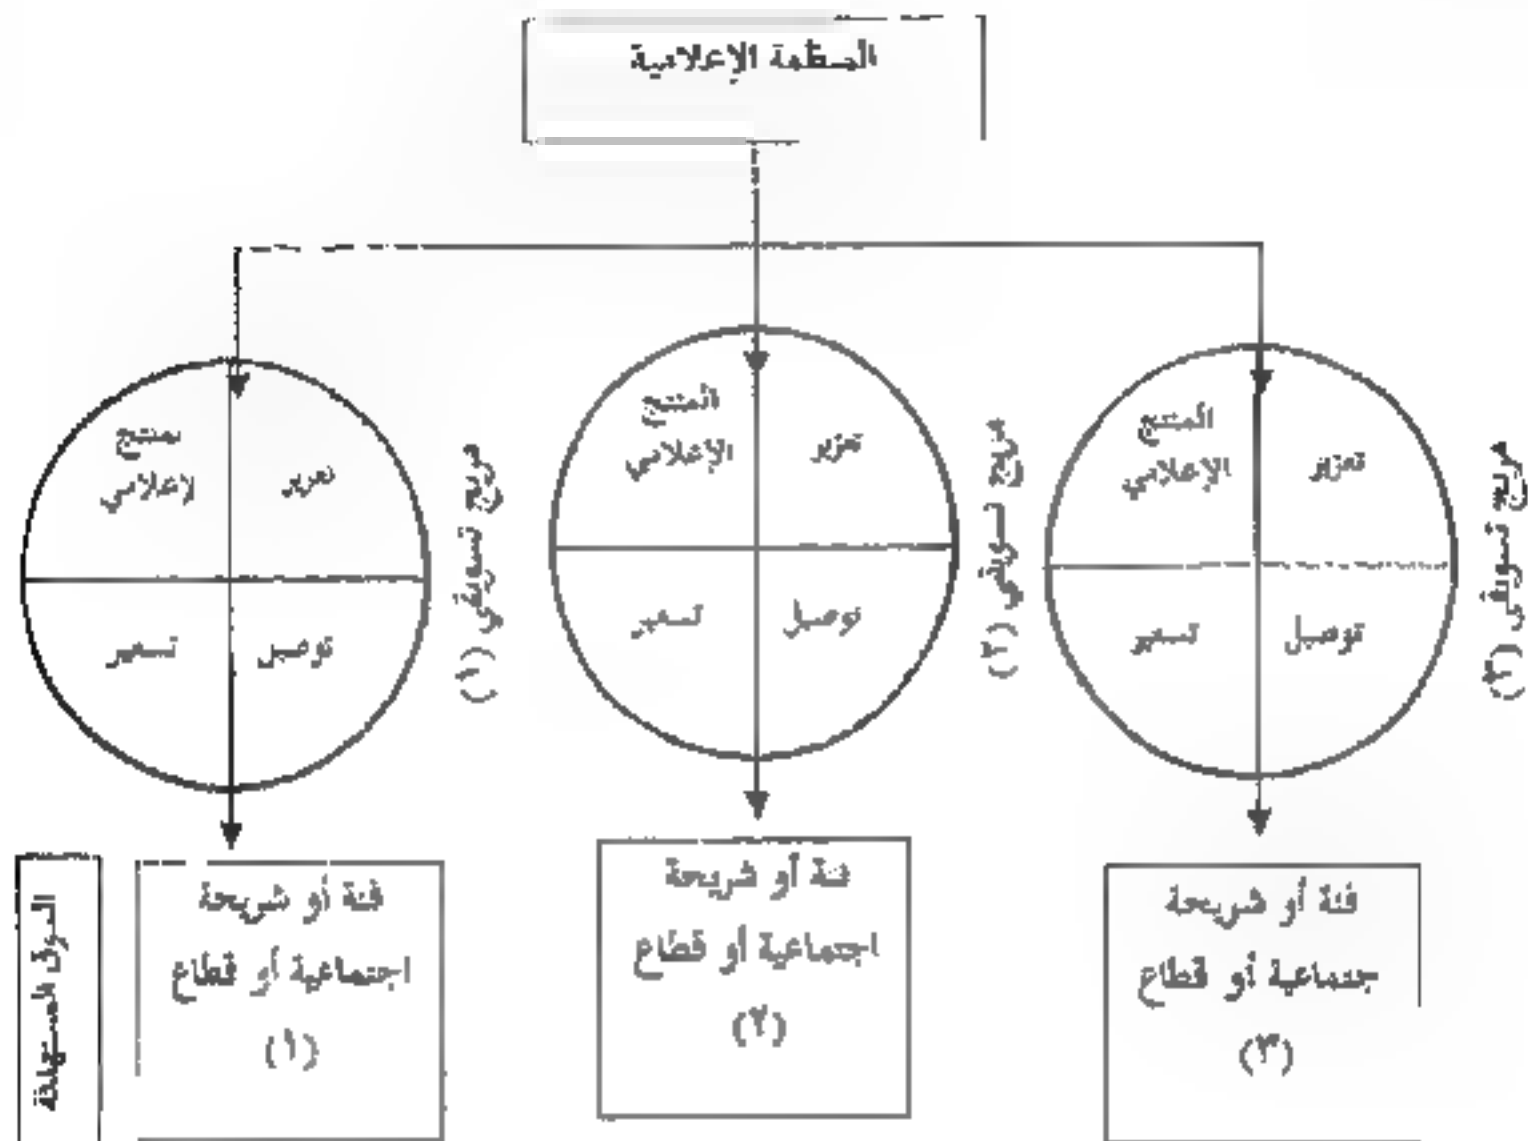 المنظمة الإعلامية
منتج
إعلامي
تعزيز
تسعير
توصيل
مزيج تسويقي (١)
المنتج
الإعلامي
تعزيز
تسعير
توصيل
مزيج تسويقي (٢)
المنتج
الإعلامي
تعزيز
تسعير
توصيل
مزيج تسويقي (٣)
السوق المستهدفة
فئة أو شريحة
اجتماعية أو قطاع
(١)
فئة أو شريحة
اجتماعية أو قطاع
(٢)
فئة أو شريحة
جتماعية أو قطاع
(٣)